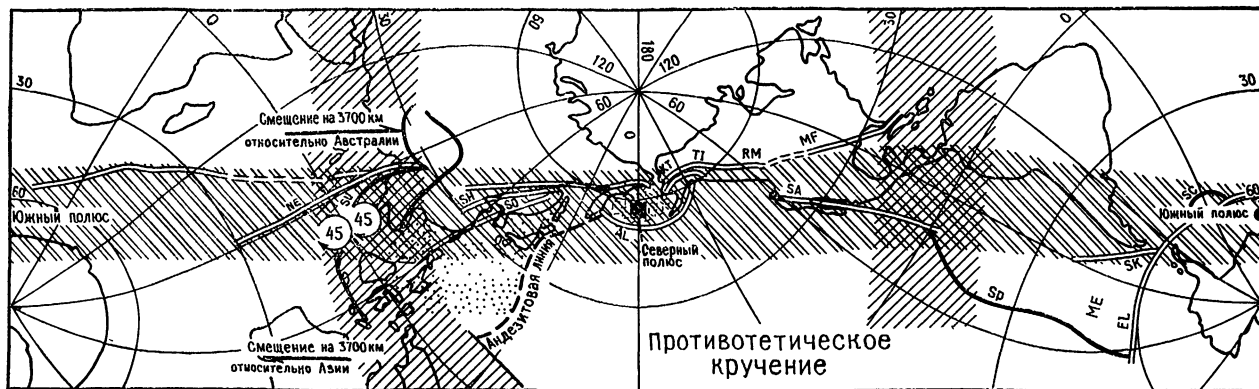 0
30
60
180
30
0
120
120
30
60
60
30
0
Смещение на 3700 км
относительно Австралии
MF
TI
RM
SA
60
NE
SH
SO
45
45
AL
Южный полюс
Северный
полюс
Андезитовая линия
SC
60
Южный полюс
SK
Sp
ME
EL
Смещение на 3700 км
относительно Азии
Противотетическое
кручение